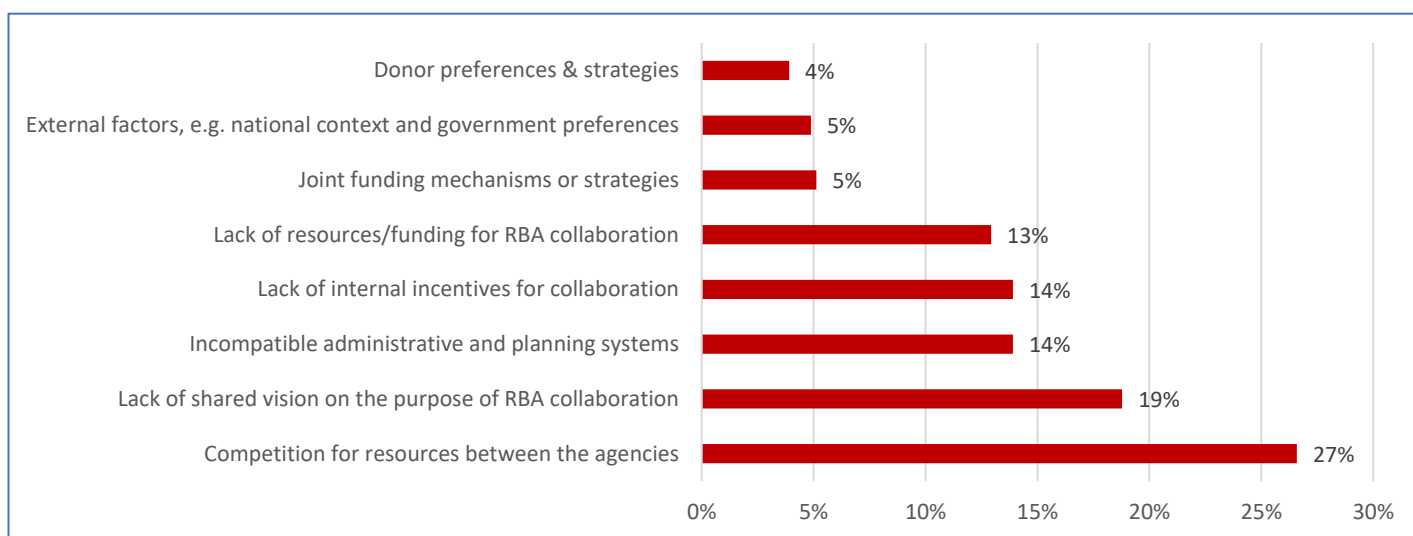 Donor preferences & strategies 4%
External factors, e.g. national context and government preferences 5%
Joint funding mechanisms or strategies 5%
Lack of resources/funding for RBA collaboration 13%
Lack of internal incentives for collaboration 14%
Incompatible administrative and planning systems 14%
Lack of shared vision on the purpose of RBA collaboration 19%
Competition for resources between the agencies 27%
0% 5% 10% 15% 20% 25% 30%